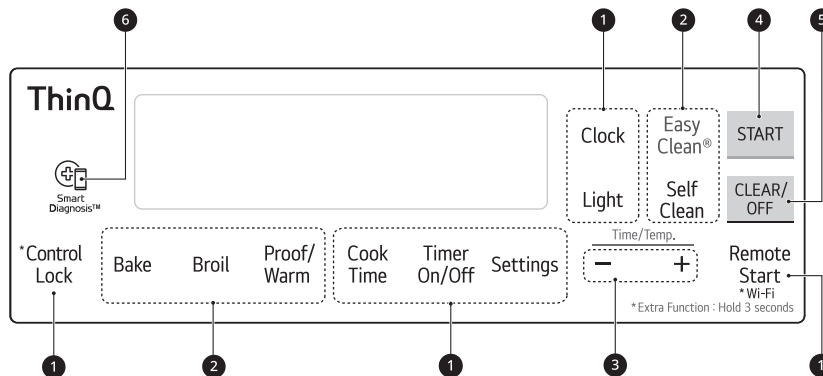 6
1
2
4
5
ThinQ
Clock
Easy
Clean®
START
Smart
Diagnosis™
Light
Self
Clean
CLEAR/
OFF
Time/Temp.
*Control
Lock
Bake
Broil
Proof/
Warm
Cook
Time
Timer
On/Off
Settings
− +
Remote
Start
*Wi-Fi
*Extra Function : Hold 3 seconds
1
2
1
3
1